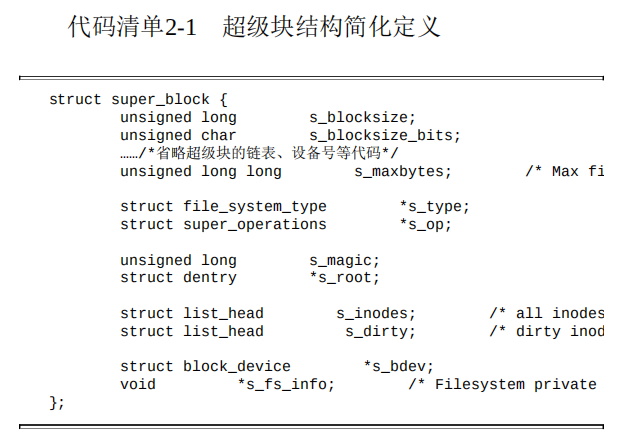 代码清单2-1 超级块结构简化定义
struct super_block {
unsigned long s_blocksize;
unsigned char s_blocksize_bits;
……/*省略超级块的链表、设备号等代码*/
unsigned long long s_maxbytes; /* Max fi
struct file_system_type *s_type;
struct super_operations *s_op;
unsigned long s_magic;
struct dentry *s_root;
struct list_head s_inodes; /* all inodes
struct list_head s_dirty; /* dirty inod
struct block_device *s_bdev;
void *s_fs_info; /* Filesystem private
};